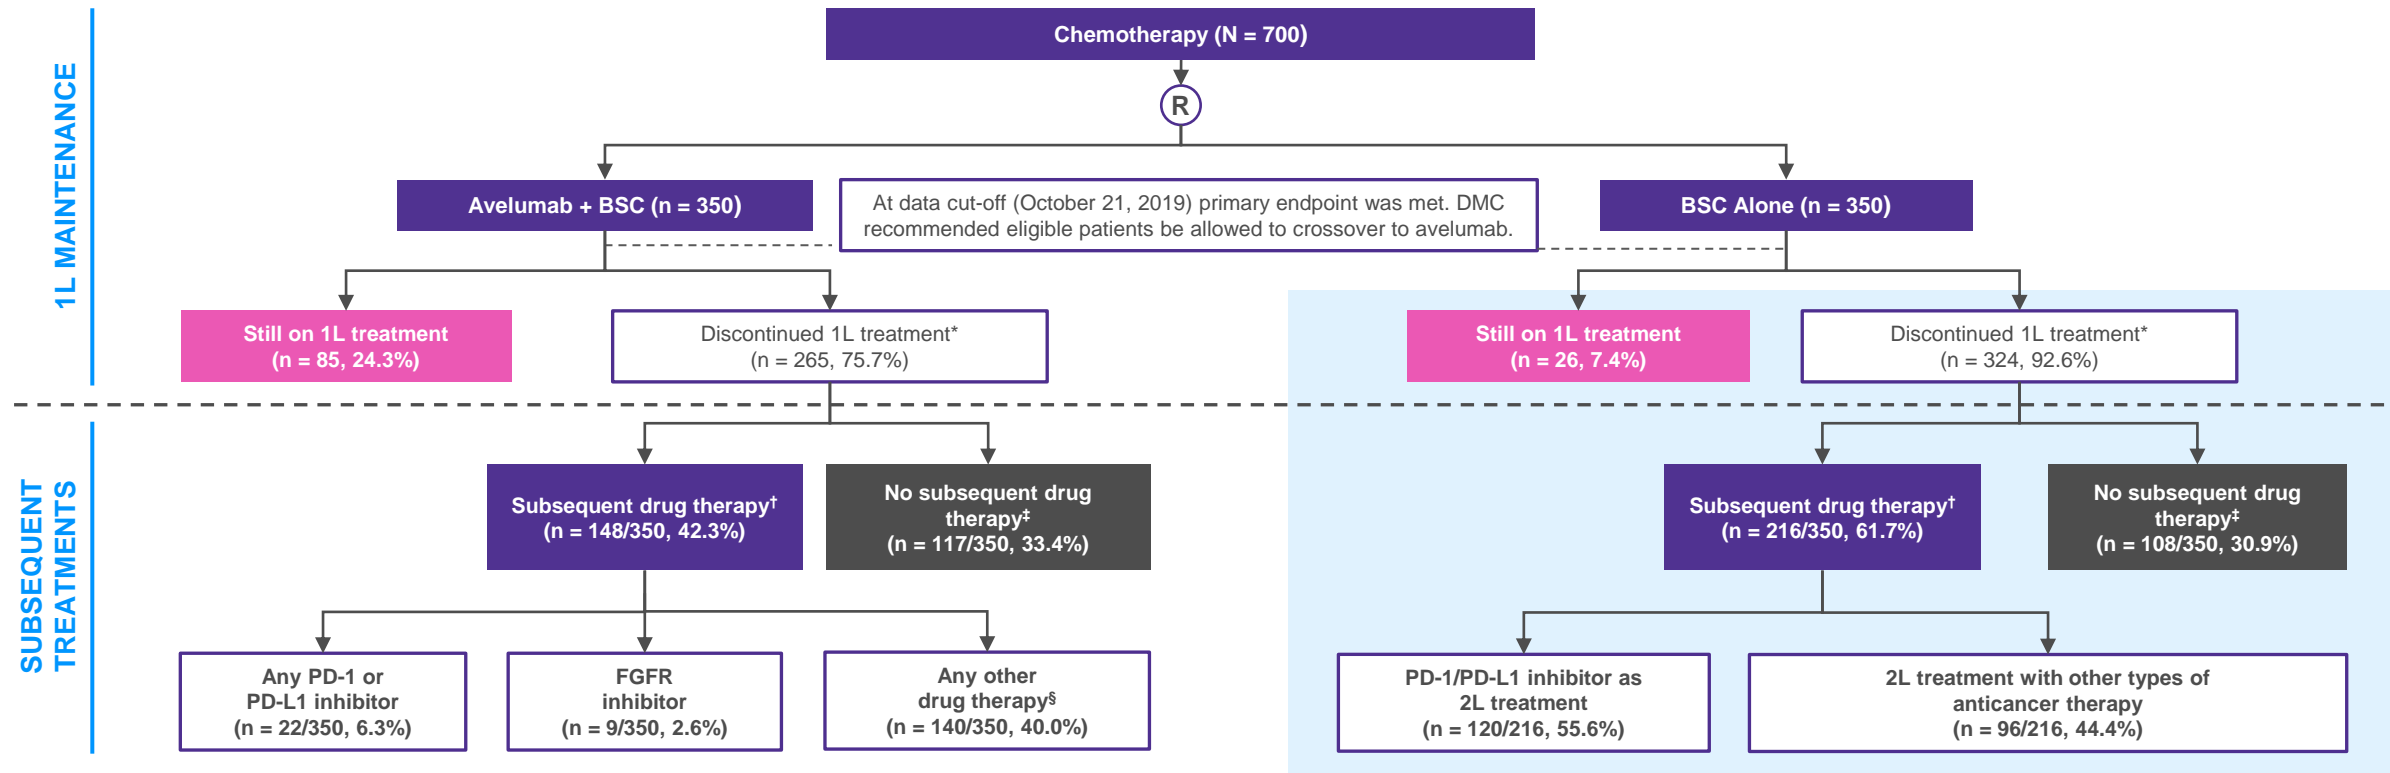 Chemotherapy (N = 700)
R
1L MAINTENANCE
Avelumab + BSC (n = 350)
At data cut-off (October 21, 2019) primary endpoint was met. DMC
recommended eligible patients be allowed to crossover to avelumab.
BSC Alone (n = 350)
Still on 1L treatment
(n = 85, 24.3%)
Discontinued 1L treatment*
(n = 265, 75.7%)
Still on 1L treatment
(n = 26, 7.4%)
Discontinued 1L treatment*
(n = 324, 92.6%)
SUBSEQUENT
TREATMENTS
Subsequent drug therapy†
(n = 148/350, 42.3%)
No subsequent drug
therapy‡
(n = 117/350, 33.4%)
Subsequent drug therapy†
(n = 216/350, 61.7%)
No subsequent drug
therapy‡
(n = 108/350, 30.9%)
Any PD-1 or
PD-L1 inhibitor
(n = 22/350, 6.3%)
FGFR
inhibitor
(n = 9/350, 2.6%)
Any other
drug therapy§
(n = 140/350, 40.0%)
PD-1/PD-L1 inhibitor as
2L treatment
(n = 120/216, 55.6%)
2L treatment with other types of
anticancer therapy
(n = 96/216, 44.4%)